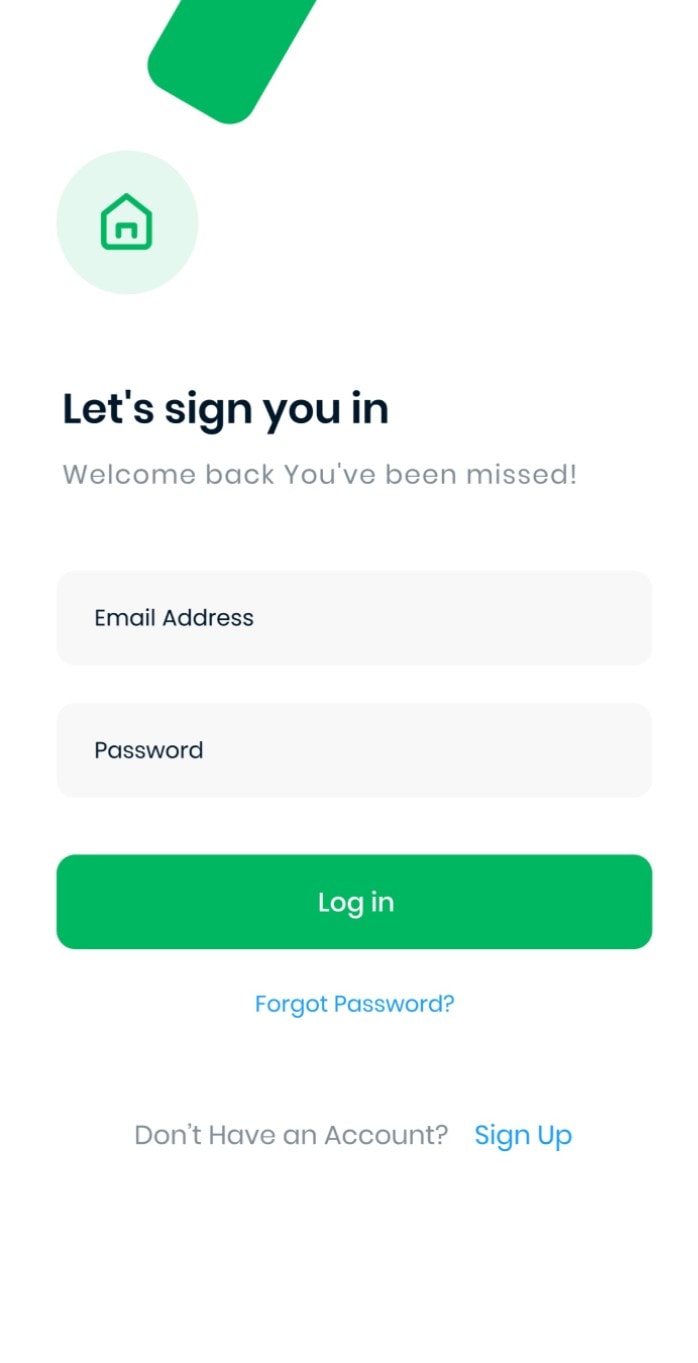 Let's sign you in
Welcome back You've been missed!
Email Address
Password
Log in
Forgot Password?
Don’t Have an Account? Sign Up